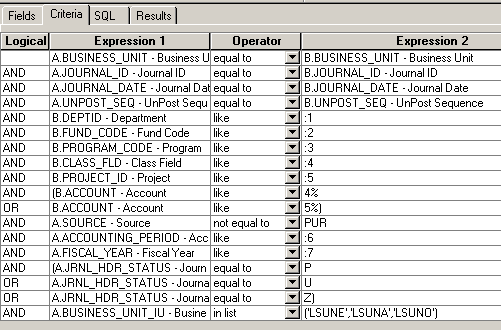 Fields Criteria SQL Results
Logical Expression 1 Operator Expression 2
A.BUSINESS_UNIT - Business U equal to B.BUSINESS_UNIT - Business Unit
AND A.JOURNAL_ID - Journal ID equal to B.JOURNAL_ID - Journal ID
AND A.JOURNAL_DATE - Journal Dat equal to B.JOURNAL_DATE - Journal Date
AND A.UNPOST_SEQ - UnPost Sequ equal to B.UNPOST_SEQ - UnPost Sequence
AND B.DEPTID - Department like :1
AND B.FUND_CODE - Fund Code like :2
AND B.PROGRAM_CODE - Program like :3
AND B.CLASS_FLD - Class Field like :4
AND B.PROJECT_ID - Project like :5
AND (B.ACCOUNT - Account like 4%
OR B.ACCOUNT - Account like 5%)
AND A.SOURCE - Source not equal to PUR
AND A.ACCOUNTING_PERIOD - Acc like :6
AND A.FISCAL_YEAR - Fiscal Year like :7
AND (A.JRNL_HDR_STATUS - Journ equal to P
OR A.JRNL_HDR_STATUS - Journa equal to U
OR A.JRNL_HDR_STATUS - Journa equal to Z)
AND A.BUSINESS_UNIT_IU - Busine in list ('LSUNE','LSUNA','LSUNO')